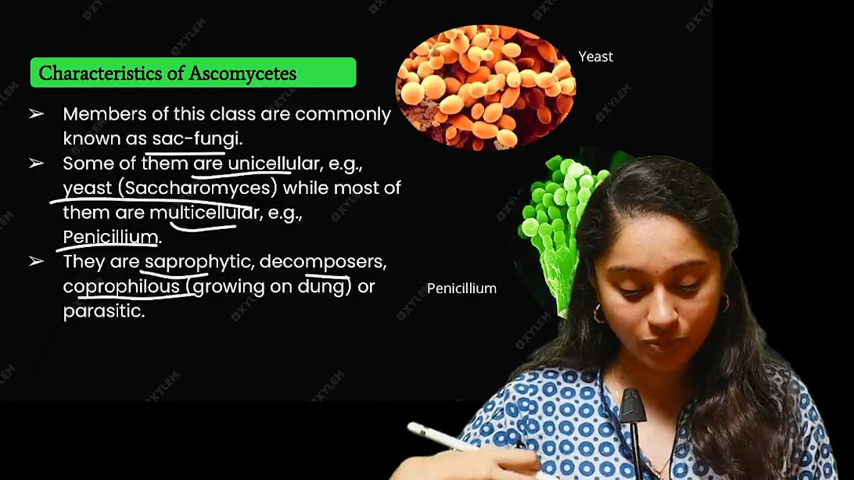 Characteristics of Ascomycetes
➢ Members of this class are commonly
known as sac-fungi.
➢ Some of them are unicellular, e.g.,
yeast (Saccharomyces) while most of
them are multicellular, e.g.,
Penicillium.
➢ They are saprophytic, decomposers,
coprophilous (growing on dung) or
parasitic.
Yeast
Penicillium
OXYLEM